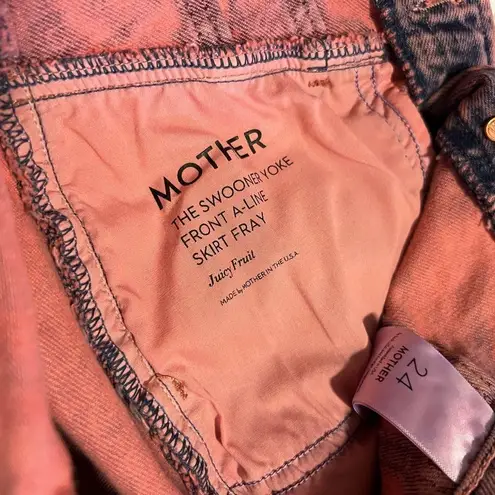 MOTHER
THE SWOONER YOKE
FRONT A-LINE
SKIRT FRAY
Juicy Fruit
MADE by MOTHER IN THE U.S.A
24
MOTHER